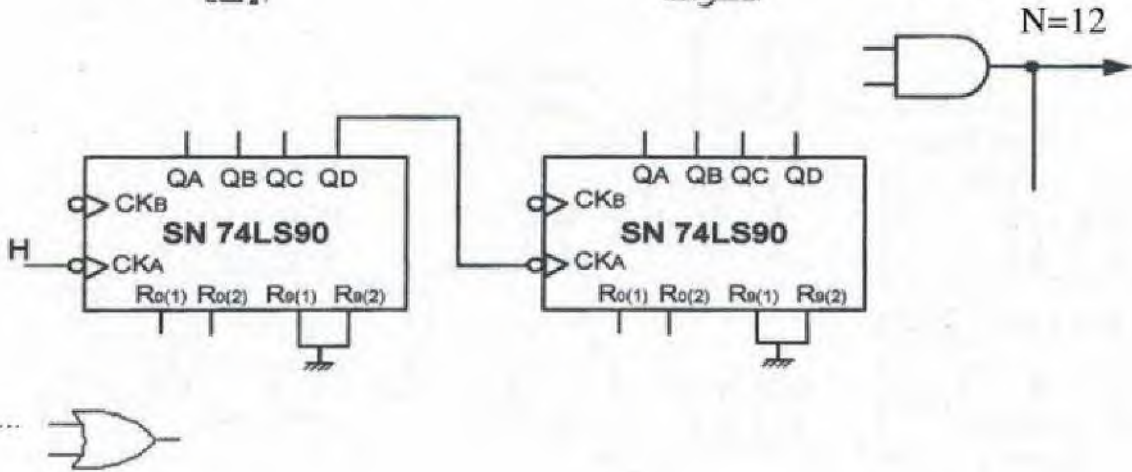 N=12
QA QB QC QD
CKB
SN 74LS90
H
CKA
R0(1) R0(2) R9(1) R9(2)
QA QB QC QD
CKB
SN 74LS90
CKA
R0(1) R0(2) R9(1) R9(2)